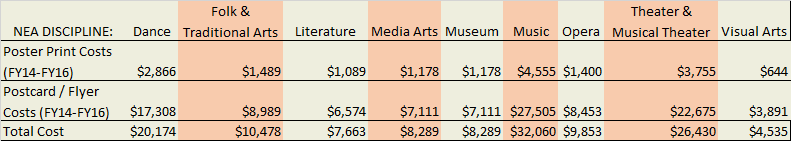 Folk & Theater &
NEA DISCIPLINE: Dance Traditional Arts Literature Media Arts Museum Music Opera Musical Theater Visual Arts
Poster Print Costs
(FY14-FY16) $2,866 $1,489 $1,089 $1,178 $1,178 $4,555 $1,400 $3,755 $644
Postcard / Flyer
Costs (FY14-FY16) $17,308 $8,989 $6,574 $7,111 $7,111 $27,505 $8,453 $22,675 $3,891
Total Cost $20,174 $10,478 $7,663 $8,289 $8,289 $32,060 $9,853 $26,430 $4,535